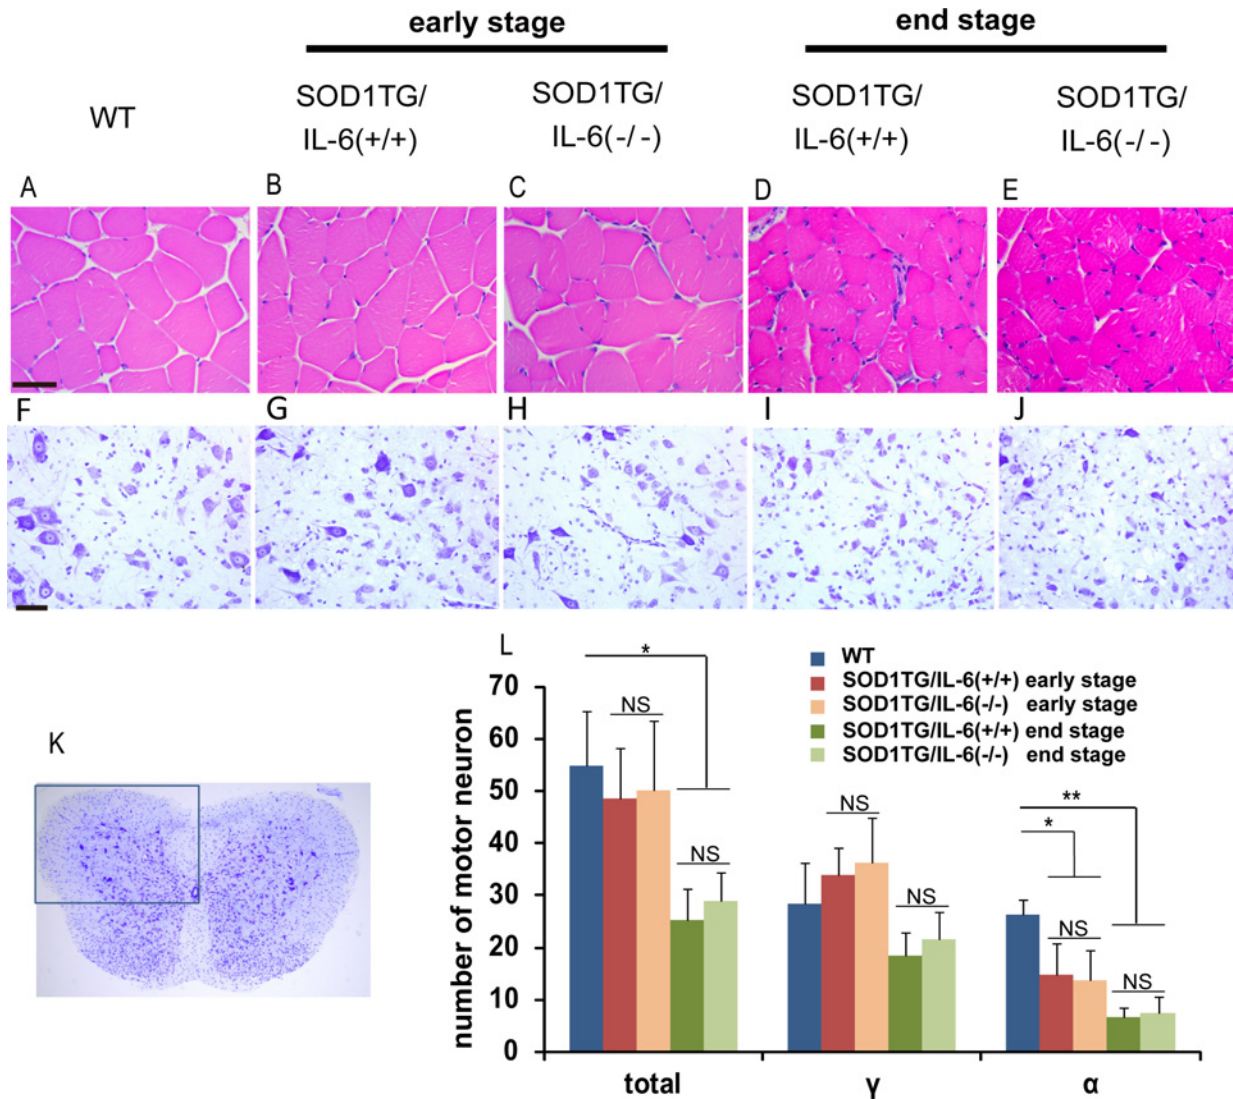 early stage
end stage
WT
SOD1TG/
IL-6(+/+)
SOD1TG/
IL-6(-/-)
SOD1TG/
IL-6(+/+)
SOD1TG/
IL-6(-/-)
A
B
C
D
E
F
G
H
I
J
K
L
WT
SOD1TG/IL-6(+/+) early stage
SOD1TG/IL-6(-/-) early stage
SOD1TG/IL-6(+/+) end stage
SOD1TG/IL-6(-/-) end stage
number of motor neuron
70
60
50
40
30
20
10
0
*
NS
NS
NS
NS
**
*
NS
NS
total
γ
α